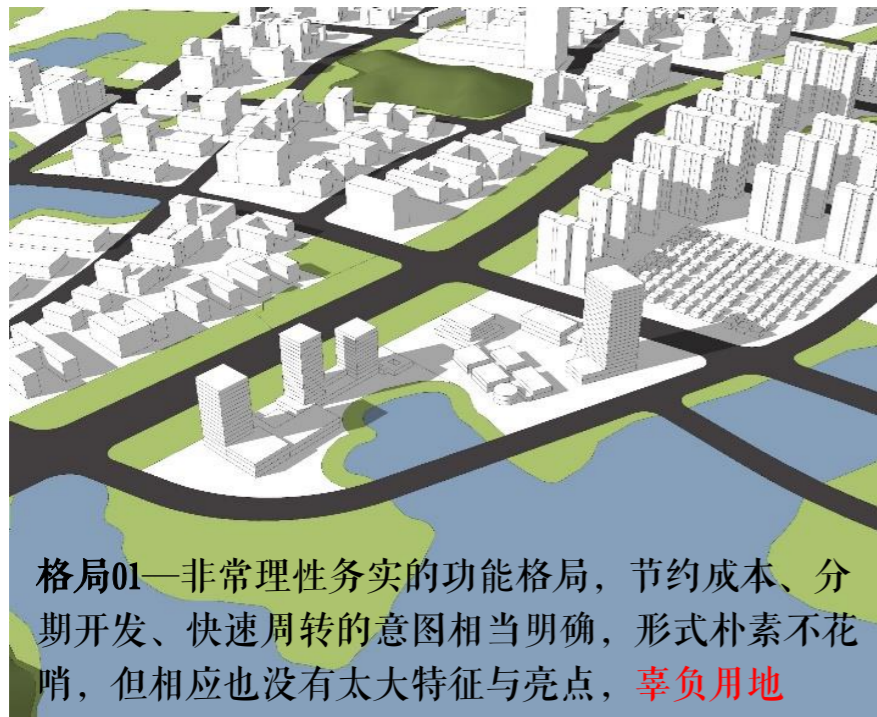 格局01—非常理性务实的功能格局，节约成本、分
期开发、快速周转的意图相当明确，形式朴素不花
哨，但相应也没有太大特征与亮点，辜负用地